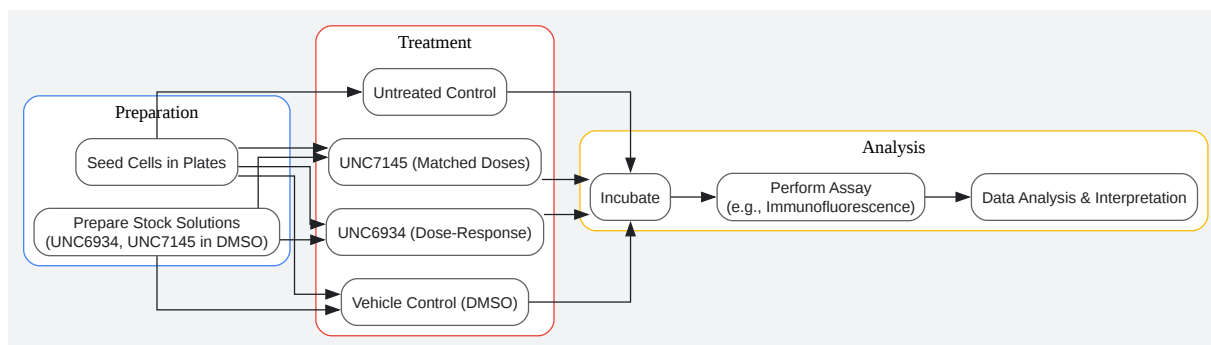 Preparation
Seed Cells in Plates
Prepare Stock Solutions
(UNC6934, UNC7145 in DMSO)
Treatment
Untreated Control
UNC7145 (Matched Doses)
UNC6934 (Dose-Response)
Vehicle Control (DMSO)
Analysis
Incubate
Perform Assay
(e.g., Immunofluorescence)
Data Analysis & Interpretation